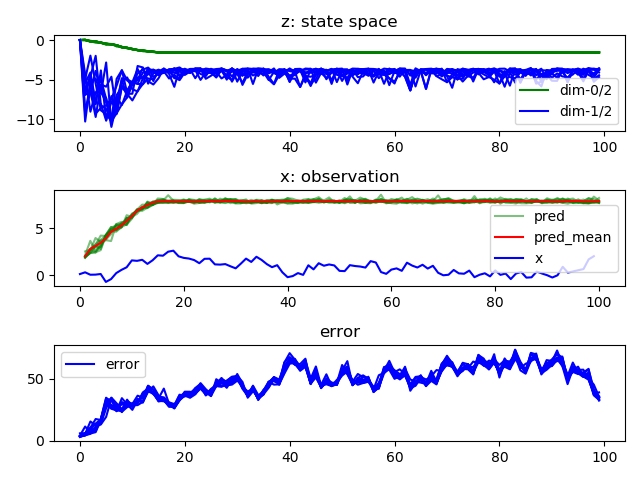 z: state space
0
−5
−10
dim-0/2
dim-1/2
0 20 40 60 80 100
x: observation
5
0
pred
pred_mean
x
0 20 40 60 80 100
error
50
0
error
0 20 40 60 80 100